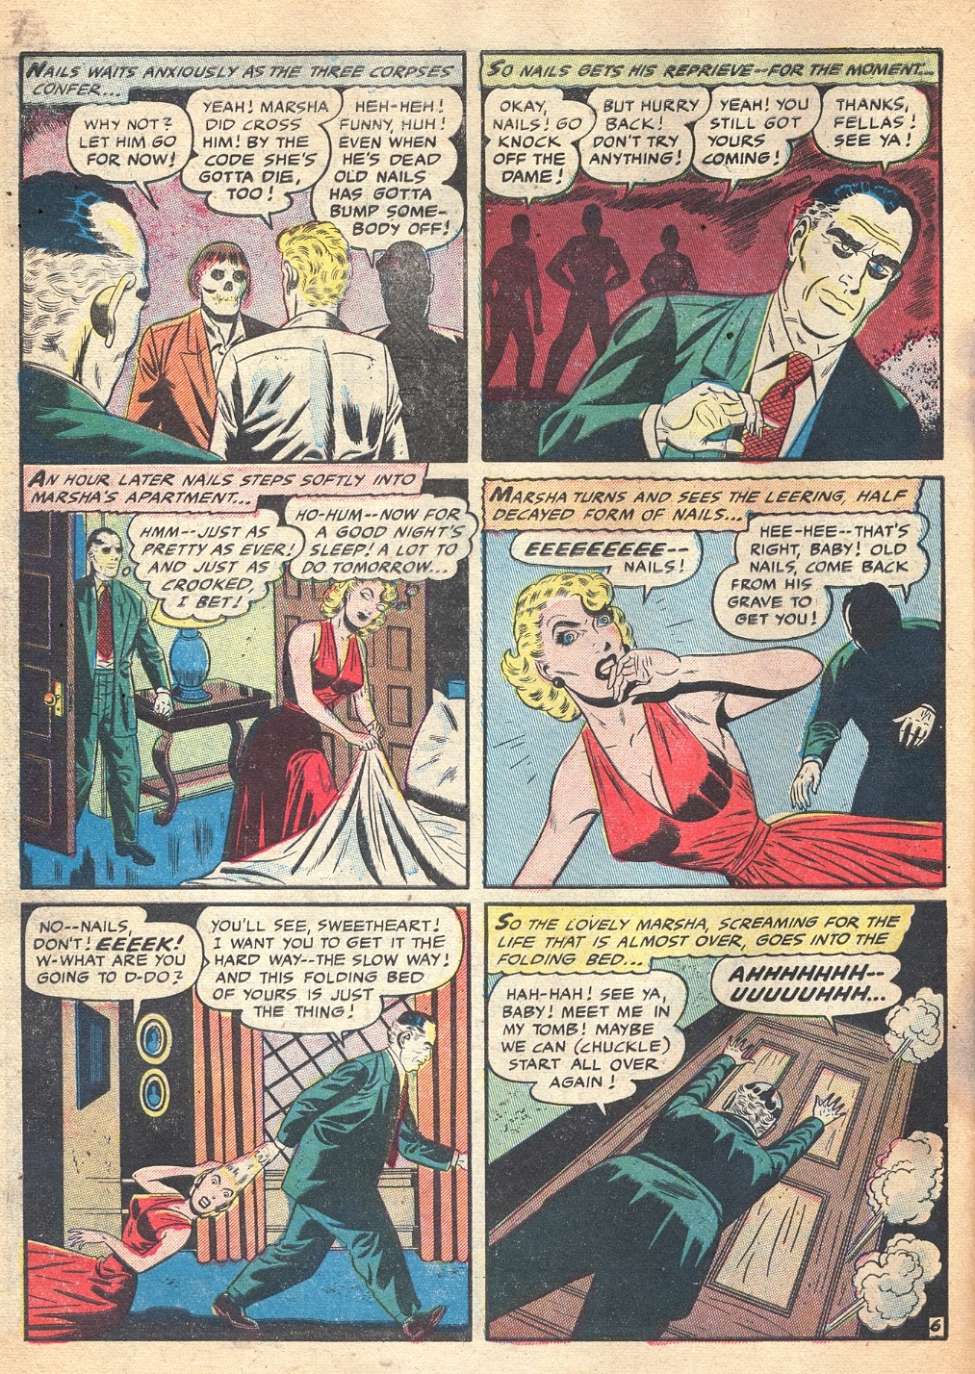 NAILS WAITS ANXIOUSLY AS THE THREE CORPSES
CONFER...
WHY NOT?
LET HIM GO
FOR NOW!
YEAH! MARSHA
DID CROSS
HIM! BY THE
CODE SHE'S
GOTTA DIE,
TOO!
HEH-HEH!
FUNNY, HUH!
EVEN WHEN
HE'S DEAD
OLD NAILS
HAS GOTTA
BUMP SOME-
BODY OFF!
SO NAILS GETS HIS REPRIEVE--FOR THE MOMENT...
OKAY,
NAILS! GO
KNOCK
OFF THE
DAME!
BUT HURRY
BACK!
DON'T TRY
ANYTHING!
YEAH! YOU
STILL GOT
YOURS
COMING!
THANKS,
FELLAS!
SEE YA!
AN HOUR LATER NAILS STEPS SOFTLY INTO
MARSHA'S APARTMENT...
HMM--JUST AS
PRETTY AS EVER!
AND JUST AS
CROOKED,
I BET!
HO-HUM--NOW FOR
A GOOD NIGHT'S
SLEEP! A LOT TO
DO TOMORROW...
MARSHA TURNS AND SEES THE LEERING, HALF
DECAYED FORM OF NAILS...
EEEEEEEEE--
NAILS!
HEE-HEE--THAT'S
RIGHT, BABY! OLD
NAILS, COME BACK
FROM HIS
GRAVE TO
GET YOU!
NO--NAILS,
DON'T! EEEEK!
W-WHAT ARE YOU
GOING TO D-DO?
YOU'LL SEE, SWEETHEART!
I WANT YOU TO GET IT THE
HARD WAY--THE SLOW WAY!
AND THIS FOLDING BED
OF YOURS IS JUST
THE THING!
SO THE LOVELY MARSHA, SCREAMING FOR THE
LIFE THAT IS ALMOST OVER, GOES INTO THE
FOLDING BED...
HAH-HAH! SEE YA,
BABY! MEET ME IN
MY TOMB! MAYBE
WE CAN (CHUCKLE)
START ALL OVER
AGAIN!
AHHHHHHH--
UUUUUHHH...
6